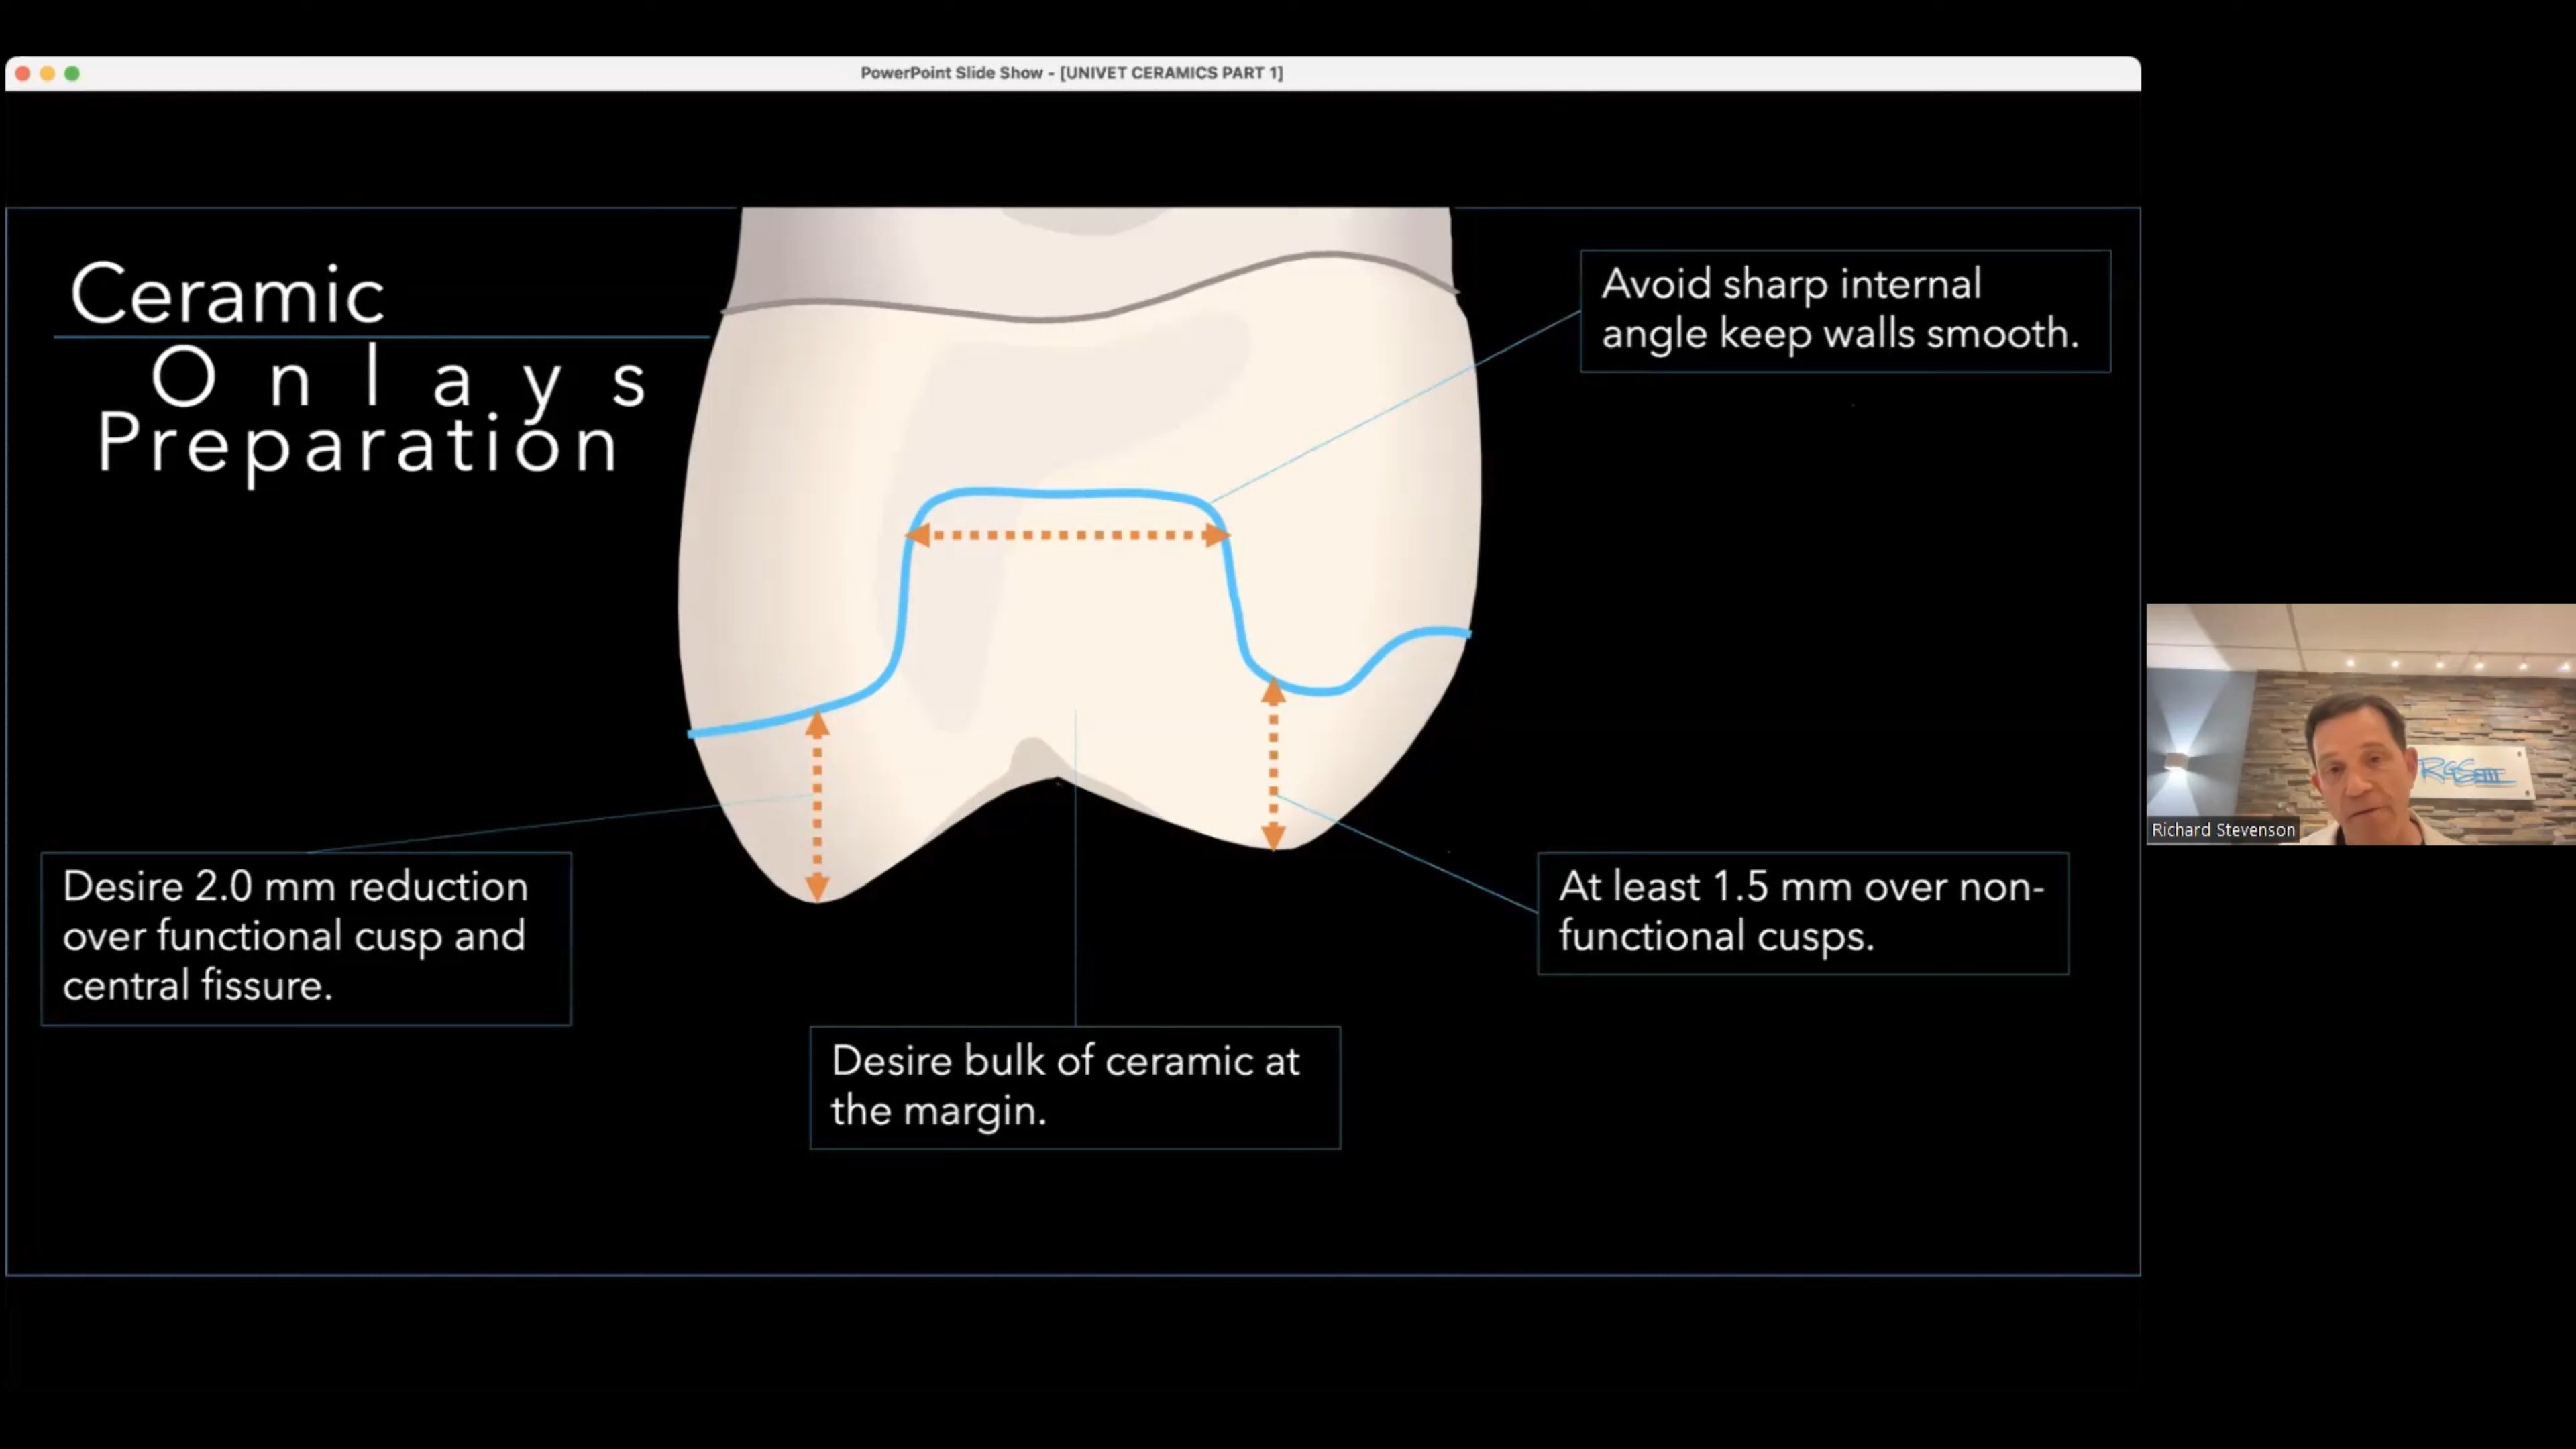 PowerPoint Slide Show - [UNIVET CERAMICS PART 1]
Ceramic
Onlays
Preparation
Avoid sharp internal
angle keep walls smooth.
Desire 2.0 mm reduction
over functional cusp and
central fissure.
At least 1.5 mm over non-
functional cusps.
Desire bulk of ceramic at
the margin.
Richard Stevenson